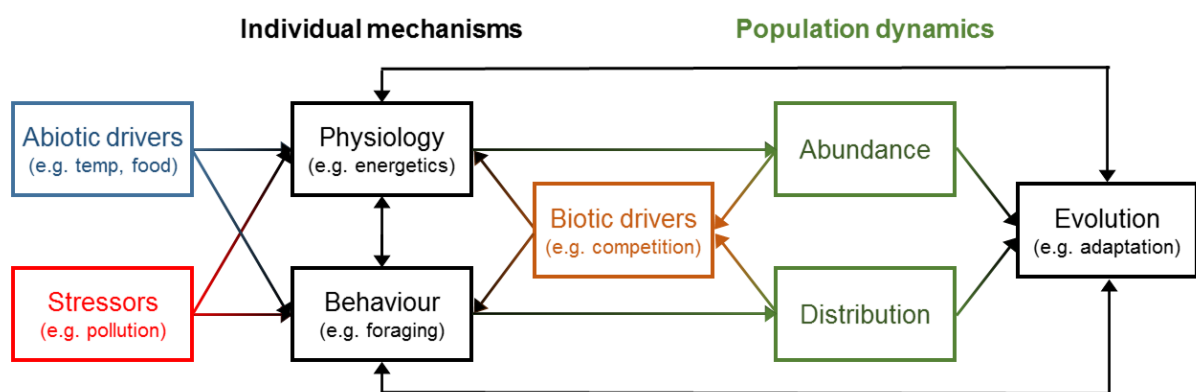 Individual mechanisms
Population dynamics
Abiotic drivers
(e.g. temp, food)
Physiology
(e.g. energetics)
Abundance
Biotic drivers
(e.g. competition)
Evolution
(e.g. adaptation)
Stressors
(e.g. pollution)
Behaviour
(e.g. foraging)
Distribution